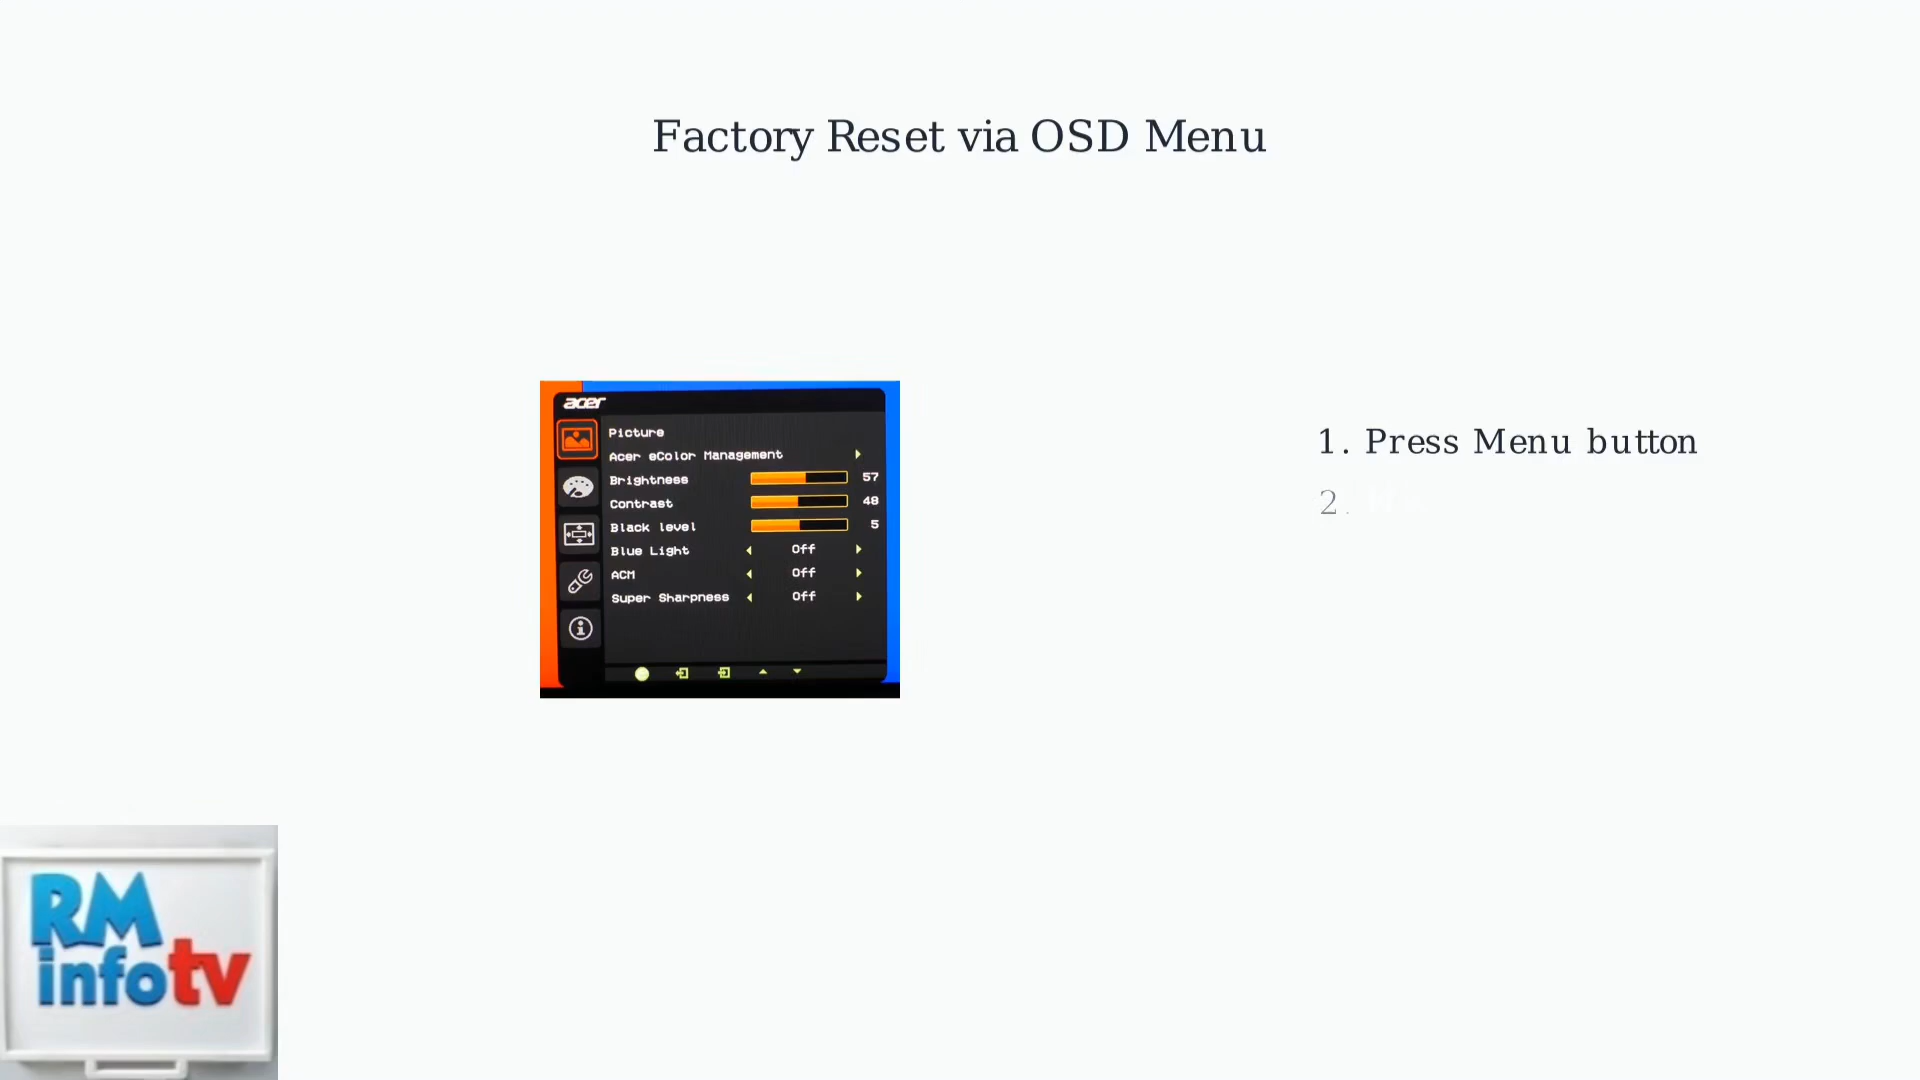 Factory Reset via OSD Menu
acer
Picture
Acer eColor Management
Brightness 57
Contrast 48
Black level 5
Blue Light Off
ACM Off
Super Sharpness Off
1. Press Menu button
2.
RM
infotv